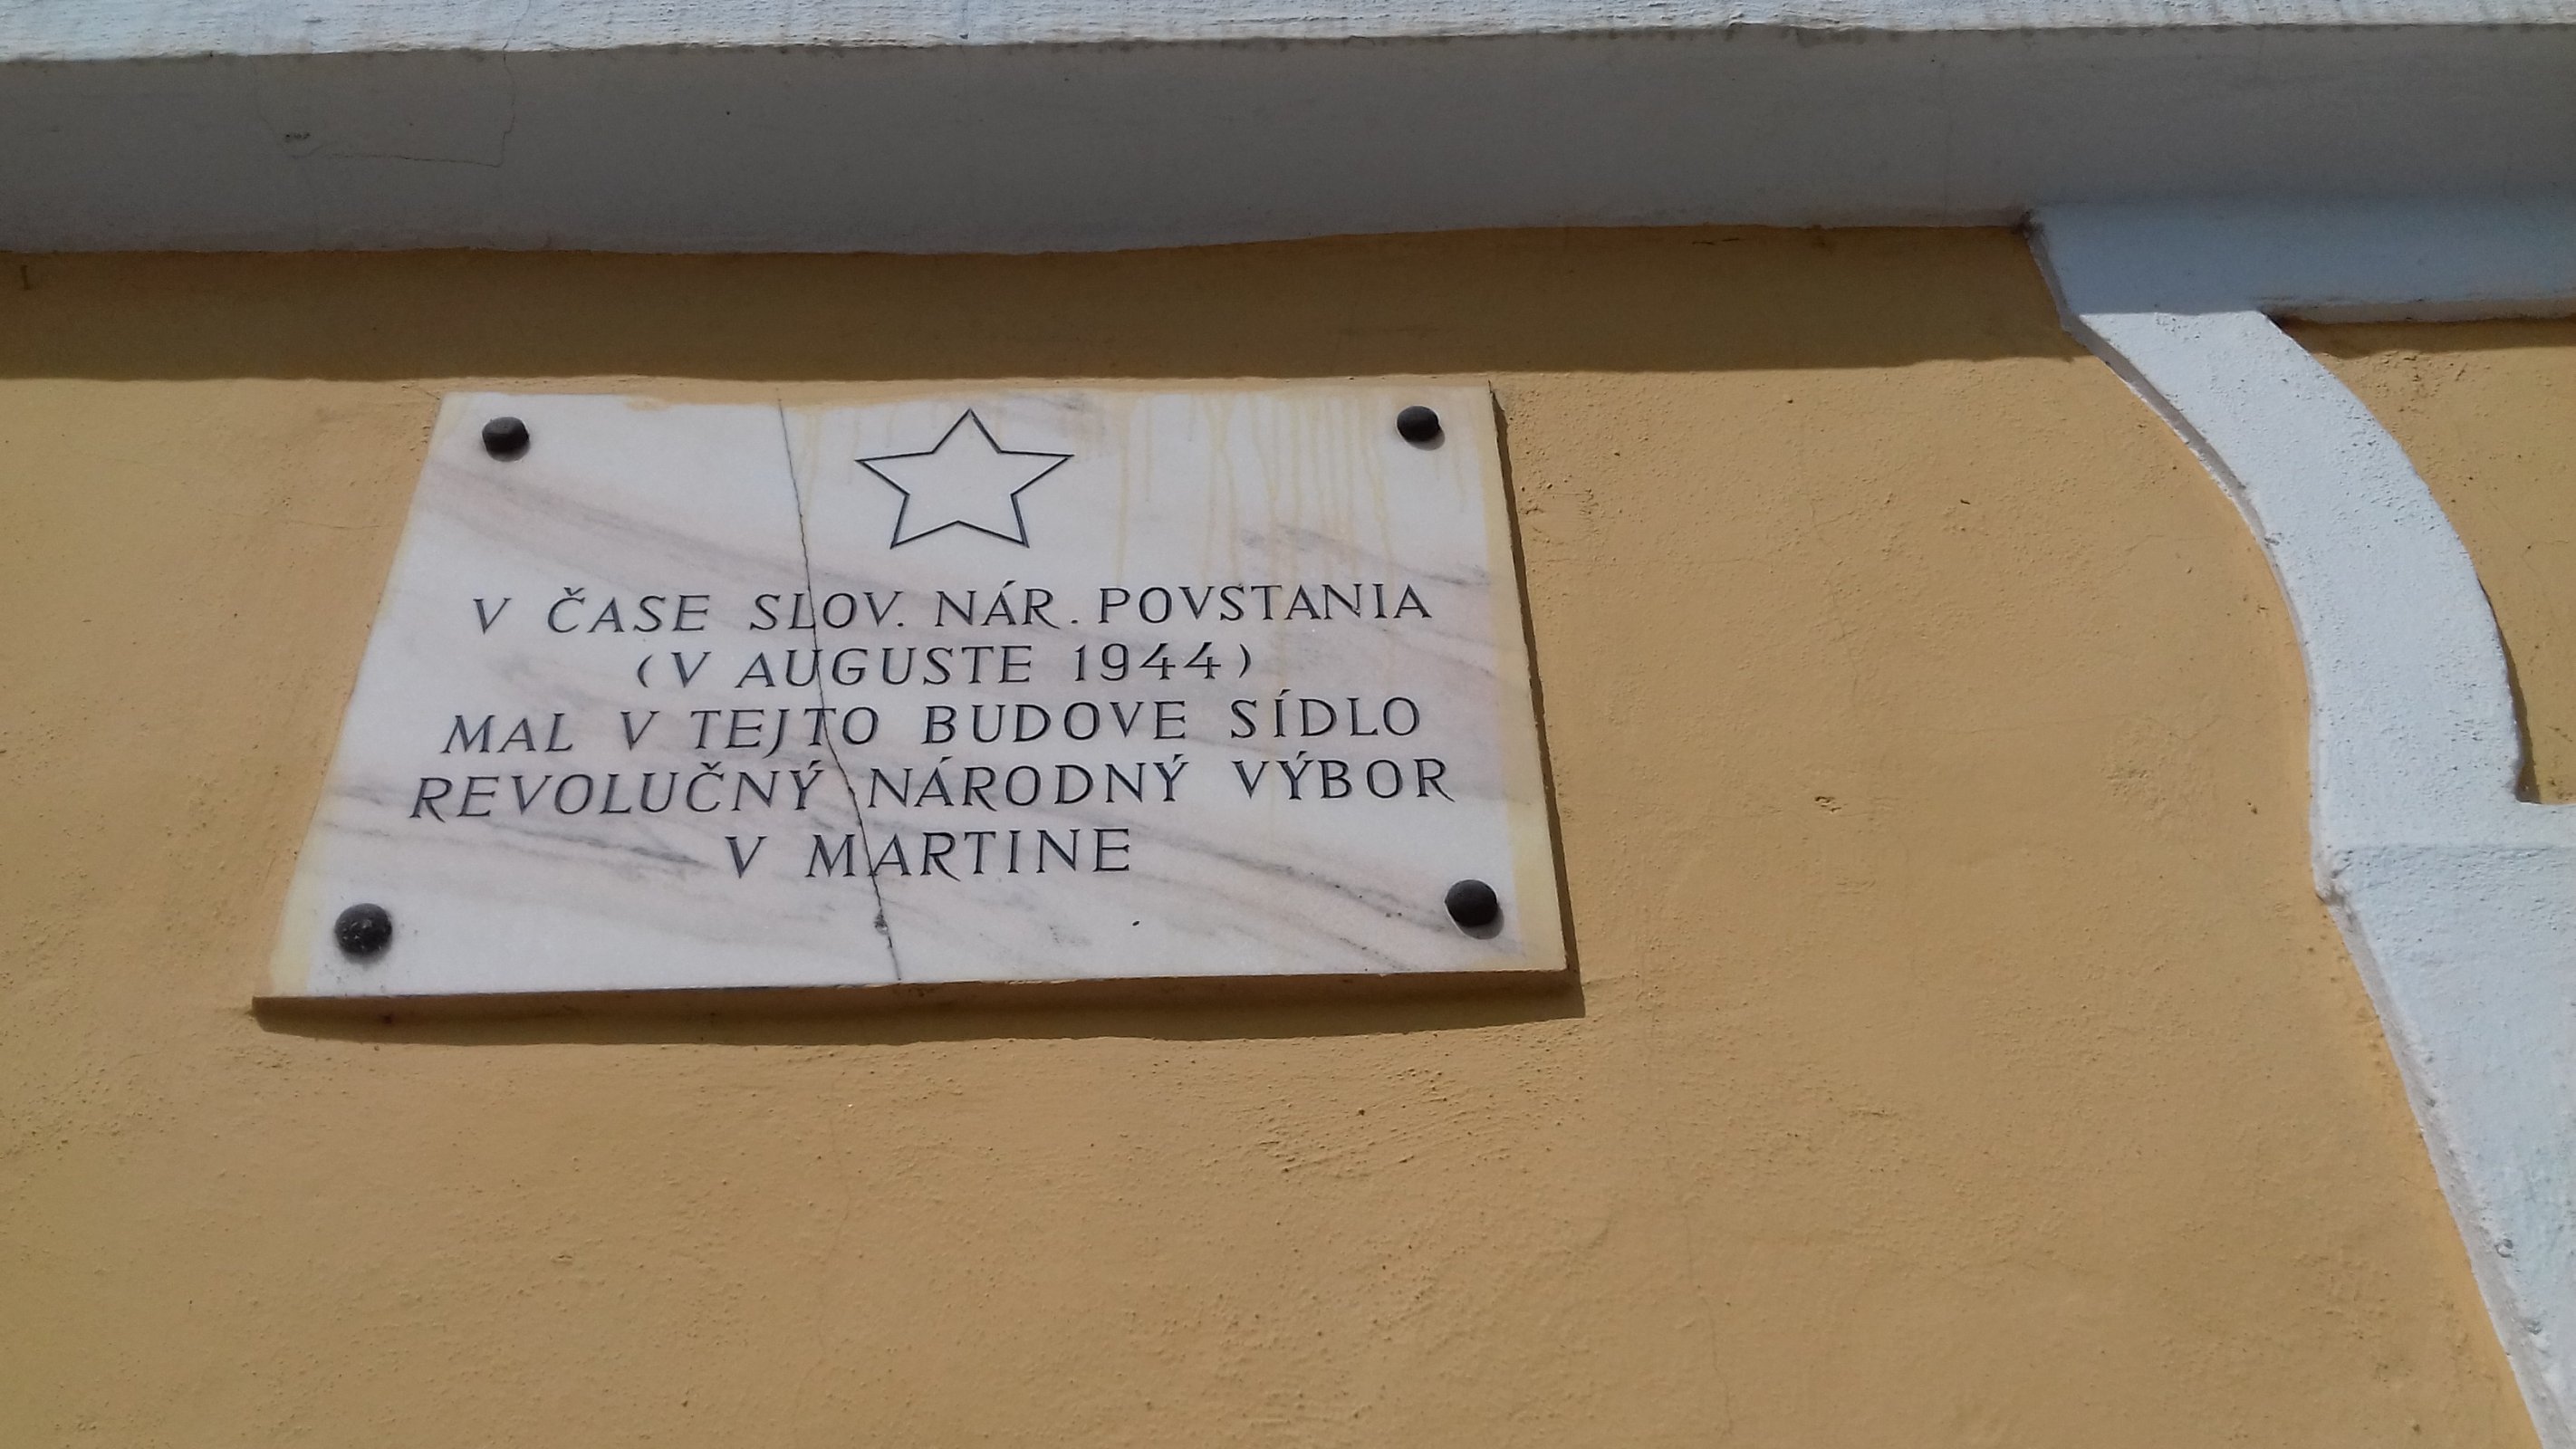 V ČASE SLOV. NÁR. POVSTANIA
(V AUGUSTE 1944)
MAL V TEJTO BUDOVE SÍDLO
REVOLUČNÝ NÁRODNÝ VÝBOR
V MARTINE